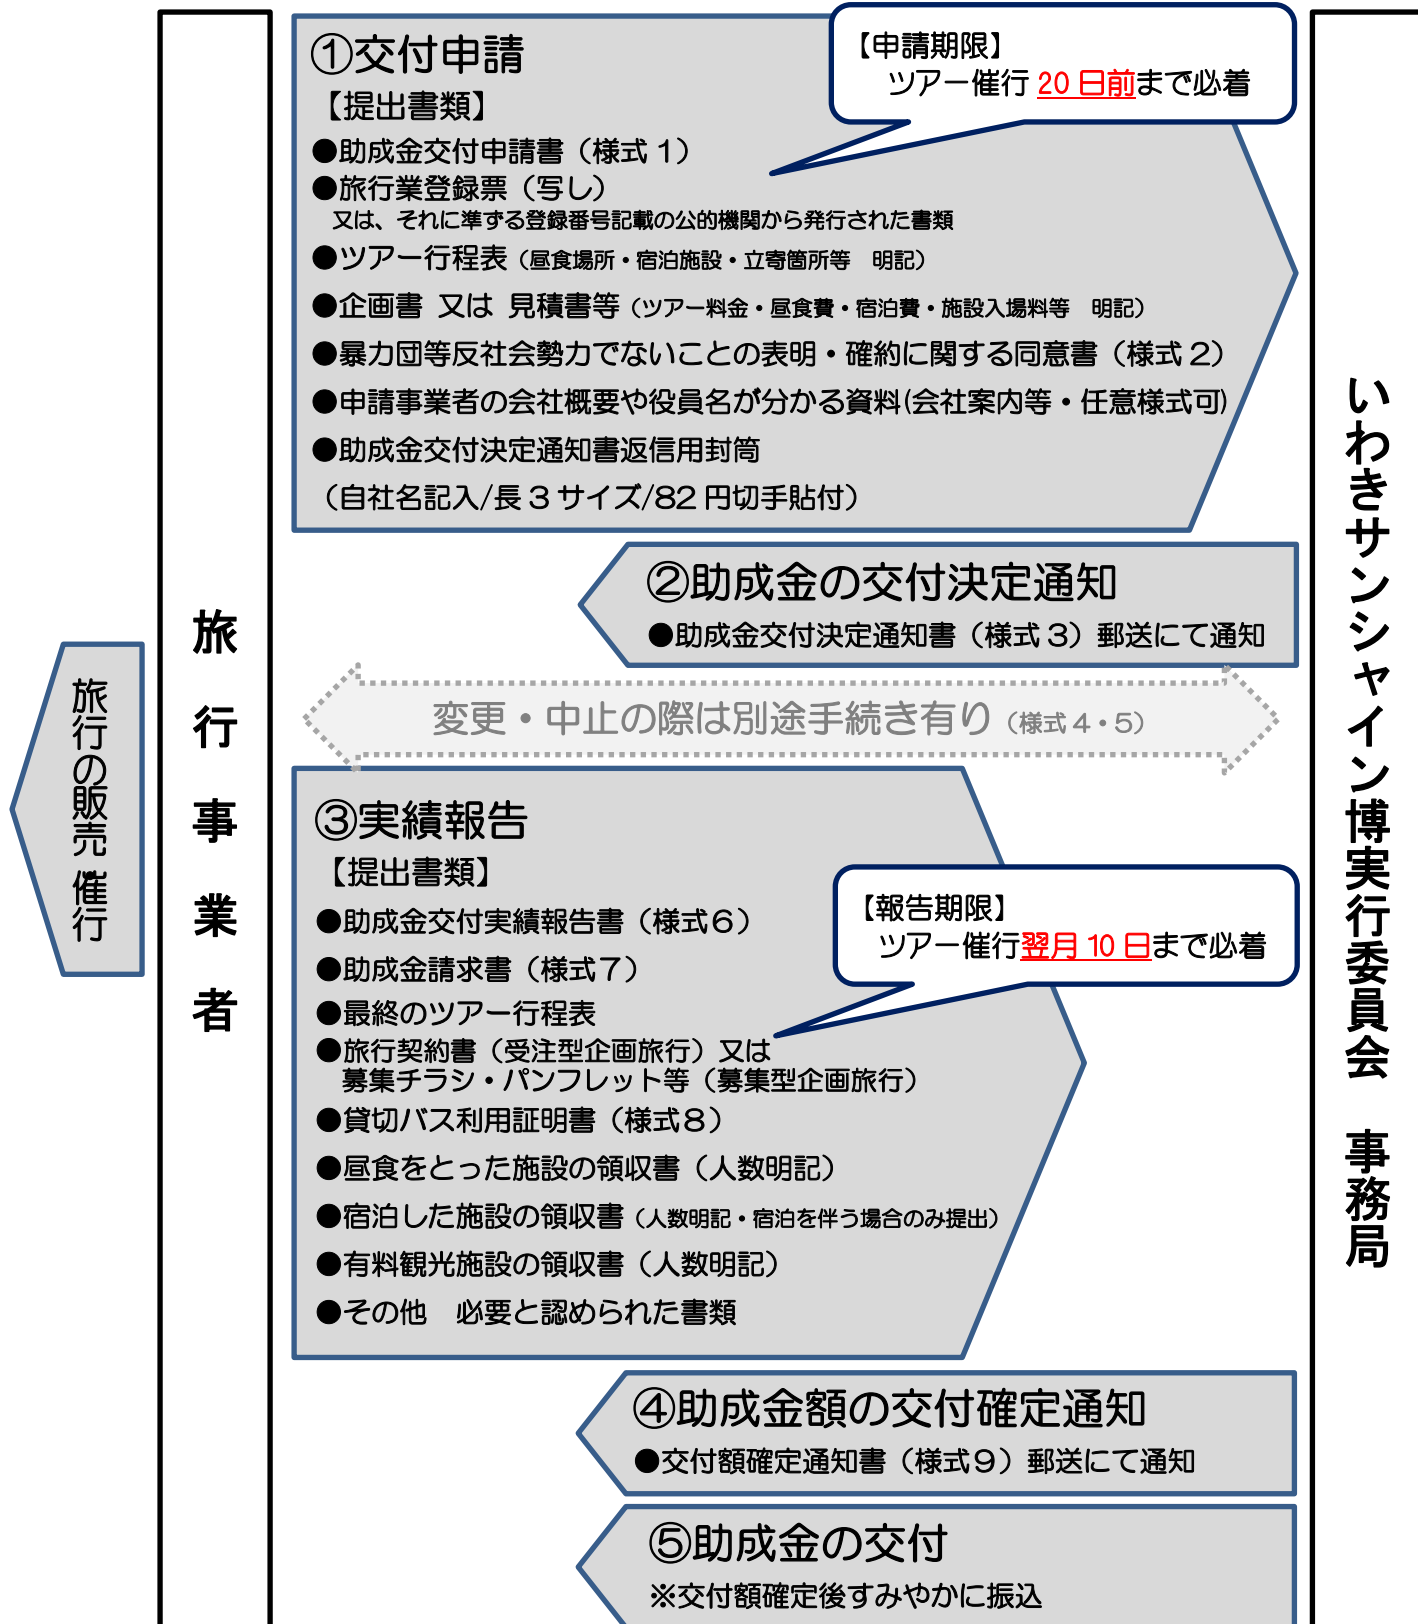 ①交付申請
【提出書類】
●助成金交付申請書（様式1）
●旅行業登録票（写し）
又は、それに準ずる登録番号記載の公的機関から発行された書類
●ツアー行程表（昼食場所・宿泊施設・立寄箇所等　明記）
●企画書 又は 見積書等（ツアー料金・昼食費・宿泊費・施設入場料等　明記）
●暴力団等反社会勢力でないことの表明・確約に関する同意書（様式2）
●申請事業者の会社概要や役員名が分かる資料(会社案内等・任意様式可)
●助成金交付決定通知書返信用封筒
（自社名記入/長3サイズ/82円切手貼付）
【申請期限】
ツアー催行 20日前まで必着
②助成金の交付決定通知
●助成金交付決定通知書（様式3）郵送にて通知
変更・中止の際は別途手続き有り（様式4・5）
③実績報告
【提出書類】
●助成金交付実績報告書（様式6）
●助成金請求書（様式7）
●最終のツアー行程表
●旅行契約書（受注型企画旅行）又は
募集チラシ・パンフレット等（募集型企画旅行）
●貸切バス利用証明書（様式8）
●昼食をとった施設の領収書（人数明記）
●宿泊した施設の領収書（人数明記・宿泊を伴う場合のみ提出）
●有料観光施設の領収書（人数明記）
●その他　必要と認められた書類
【報告期限】
ツアー催行翌月10日まで必着
④助成金額の交付確定通知
●交付額確定通知書（様式9）郵送にて通知
⑤助成金の交付
※交付額確定後すみやかに振込
旅行事業者
旅行の販売・催行
いわきサンシャイン博実行委員会　事務局